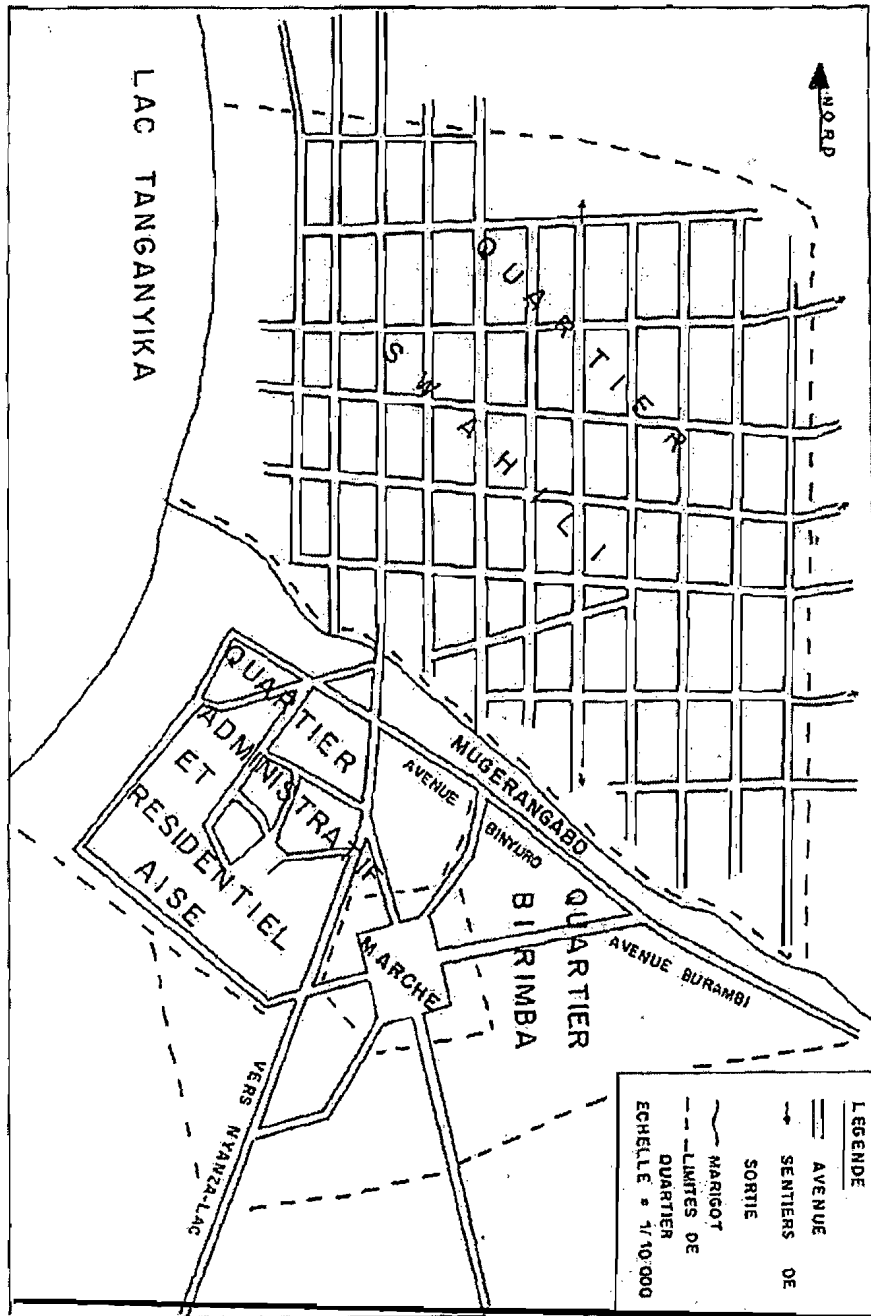 NORD
LAC TANGANYIKA
QUARTIER
SWAHILI
QUARTIER
ADMINISTRATIF
ET
RESIDENTIEL
AISE
MUGERANGABO
AVENUE BINYURO
AVENUE BURAMBI
QUARTIER
BIRIMBA
MARCHE
VERS NYANZA-LAC
LEGENDE
AVENUE
SENTIERS DE
SORTIE
MARIGOT
LIMITES DE
QUARTIER
ECHELLE = 1/10 000